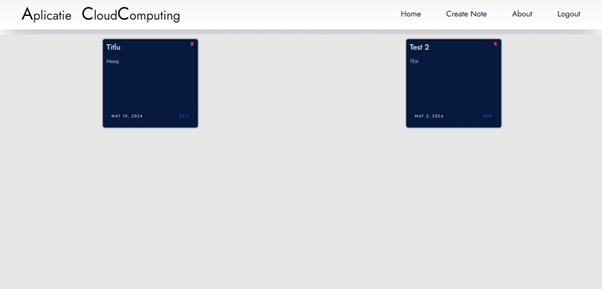 Aplicatie CloudComputing
Home Create Note About Logout
Titlu X
Mesaj
MAY 10, 2024 EDIT
Test 2 X
TEst
MAY 3, 2024 EDIT